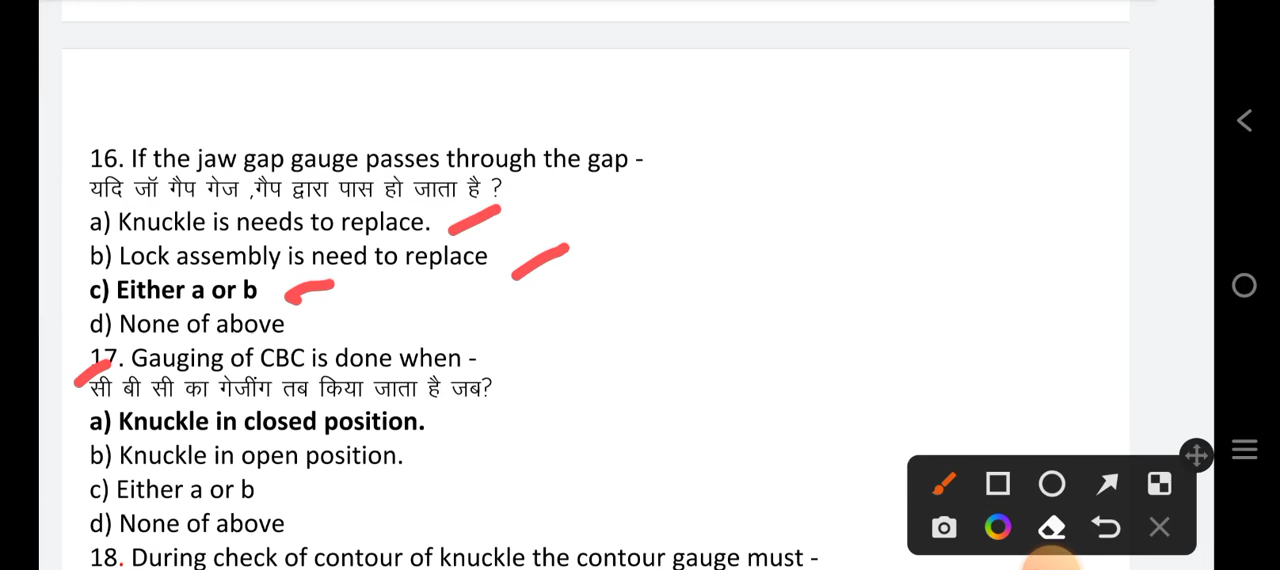 16. If the jaw gap gauge passes through the gap -
यदि जॉ गैप गेज ,गैप द्वारा पास हो जाता है ?
a) Knuckle is needs to replace.
b) Lock assembly is need to replace
c) Either a or b
d) None of above
17. Gauging of CBC is done when -
सी बी सी का गेजींग तब किया जाता है जब?
a) Knuckle in closed position.
b) Knuckle in open position.
c) Either a or b
d) None of above
18. During check of contour of knuckle the contour gauge must -